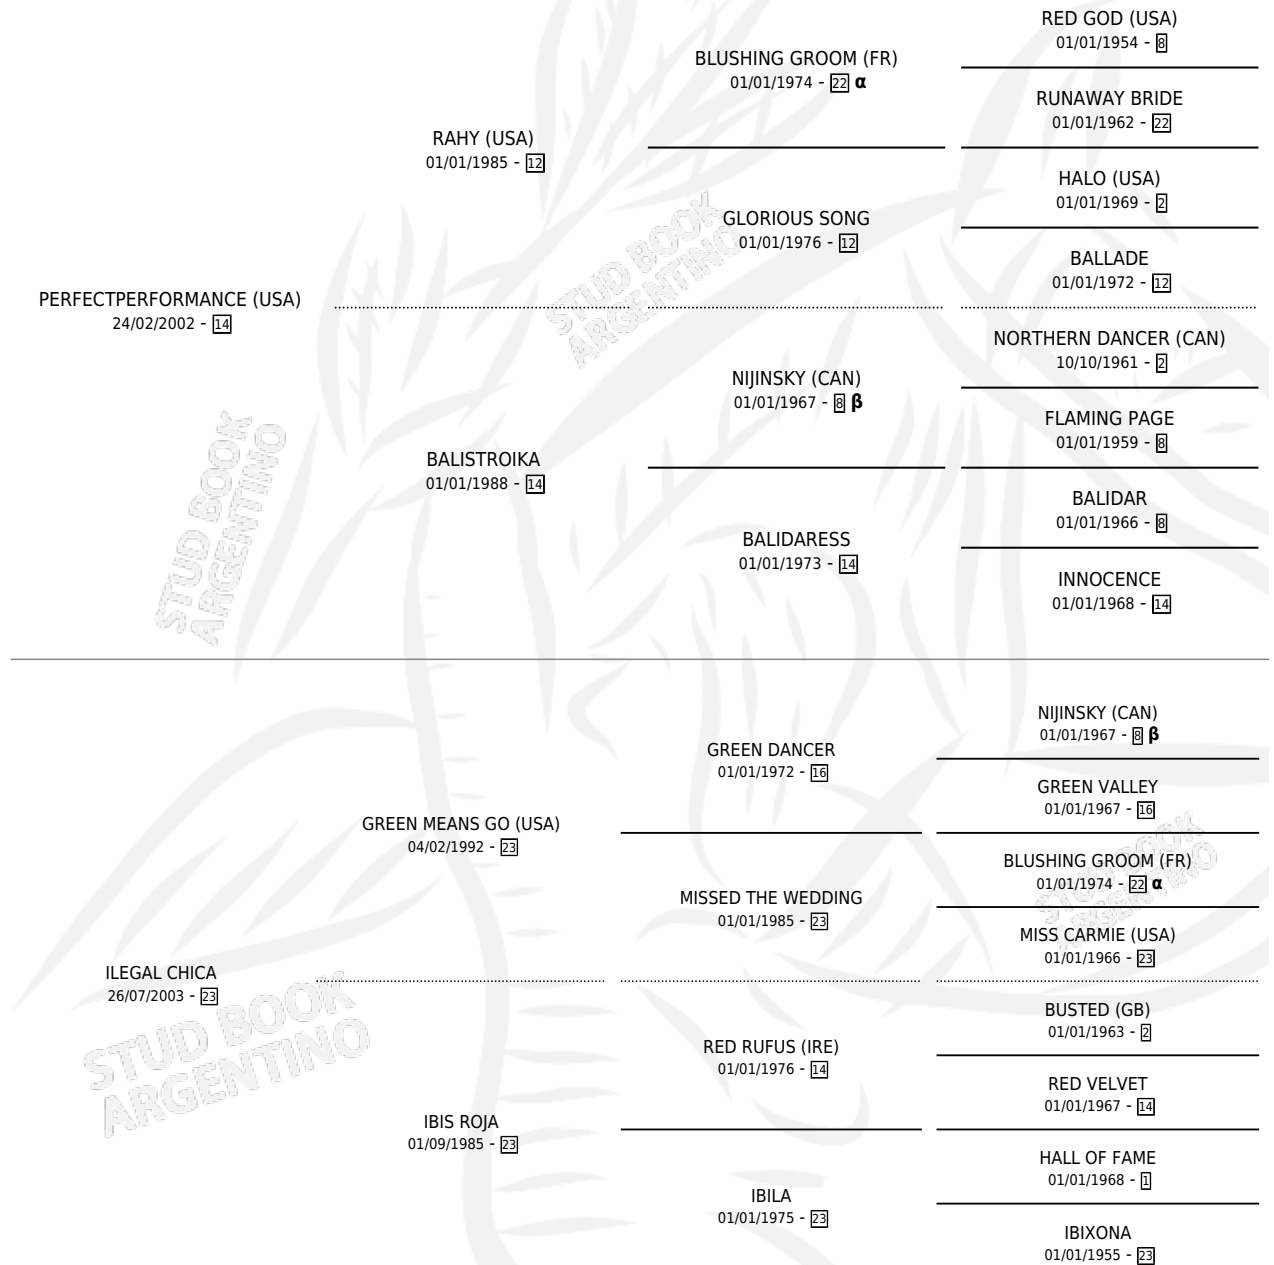 RED GOD (USA)
01/01/1954 - 8
BLUSHING GROOM (FR)
01/01/1974 - 22 α
RUNAWAY BRIDE
01/01/1962 - 22
RAHY (USA)
01/01/1985 - 12
HALO (USA)
01/01/1969 - 2
GLORIOUS SONG
01/01/1976 - 12
BALLADE
01/01/1972 - 12
PERFECTPERFORMANCE (USA)
24/02/2002 - 14
NORTHERN DANCER (CAN)
10/10/1961 - 2
NIJINSKY (CAN)
01/01/1967 - 8 β
FLAMING PAGE
01/01/1959 - 8
BALISTROIKA
01/01/1988 - 14
BALIDAR
01/01/1966 - 8
BALIDARESS
01/01/1973 - 14
INNOCENCE
01/01/1968 - 14
NIJINSKY (CAN)
01/01/1967 - 8 β
GREEN DANCER
01/01/1972 - 16
GREEN VALLEY
01/01/1967 - 16
GREEN MEANS GO (USA)
04/02/1992 - 23
BLUSHING GROOM (FR)
01/01/1974 - 22 α
MISSED THE WEDDING
01/01/1985 - 23
MISS CARMIE (USA)
01/01/1966 - 23
ILEGAL CHICA
26/07/2003 - 23
BUSTED (GB)
01/01/1963 - 2
RED RUFUS (IRE)
01/01/1976 - 14
RED VELVET
01/01/1967 - 14
IBIS ROJA
01/09/1985 - 23
HALL OF FAME
01/01/1968 - 1
IBILA
01/01/1975 - 23
IBIXONA
01/01/1955 - 23
STUD BOOK
ARGENTINO
STUD BOOK
ARGENTINO
STUD BOOK
ARGENTINO
STUD BOOK
ARGENTINO